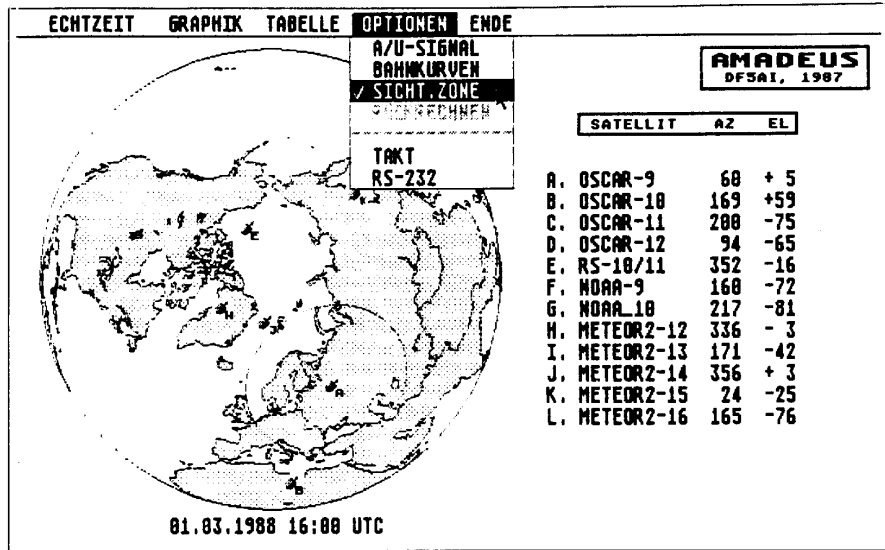 ECHTZEIT GRAPHIK TABELLE OPTIONEN ENDE
A/U-SIGNAL
BAHNKURVEN
✓ SICHT.ZONE
TAKT
RS-232
AMADEUS
DF5AI, 1987
SATELLIT AZ EL
A. OSCAR-9 60 + 5
B. OSCAR-10 169 +59
C. OSCAR-11 200 -75
D. OSCAR-12 94 -65
E. RS-10/11 352 -16
F. NOAA-9 160 -72
G. NOAA_10 217 -81
H. METEOR2-12 336 - 3
I. METEOR2-13 171 -42
J. METEOR2-14 356 + 3
K. METEOR2-15 24 -25
L. METEOR2-16 165 -76
E
H
A
B
01.03.1988 16:00 UTC